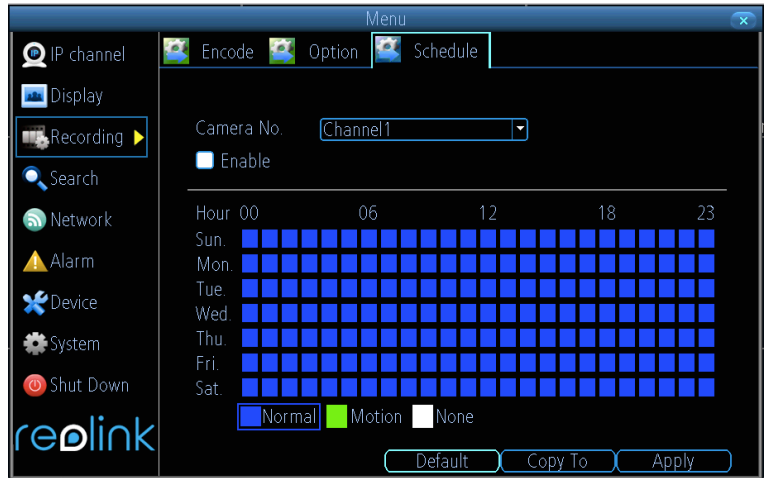 Menu
IP channel
Display
Recording
Search
Network
Alarm
Device
System
Shut Down
reolink
Encode Option Schedule
Camera No. Channel1
Enable
Hour 00 06 12 18 23
Sun.
Mon.
Tue.
Wed.
Thu.
Fri.
Sat.
Normal Motion None
Default Copy To Apply